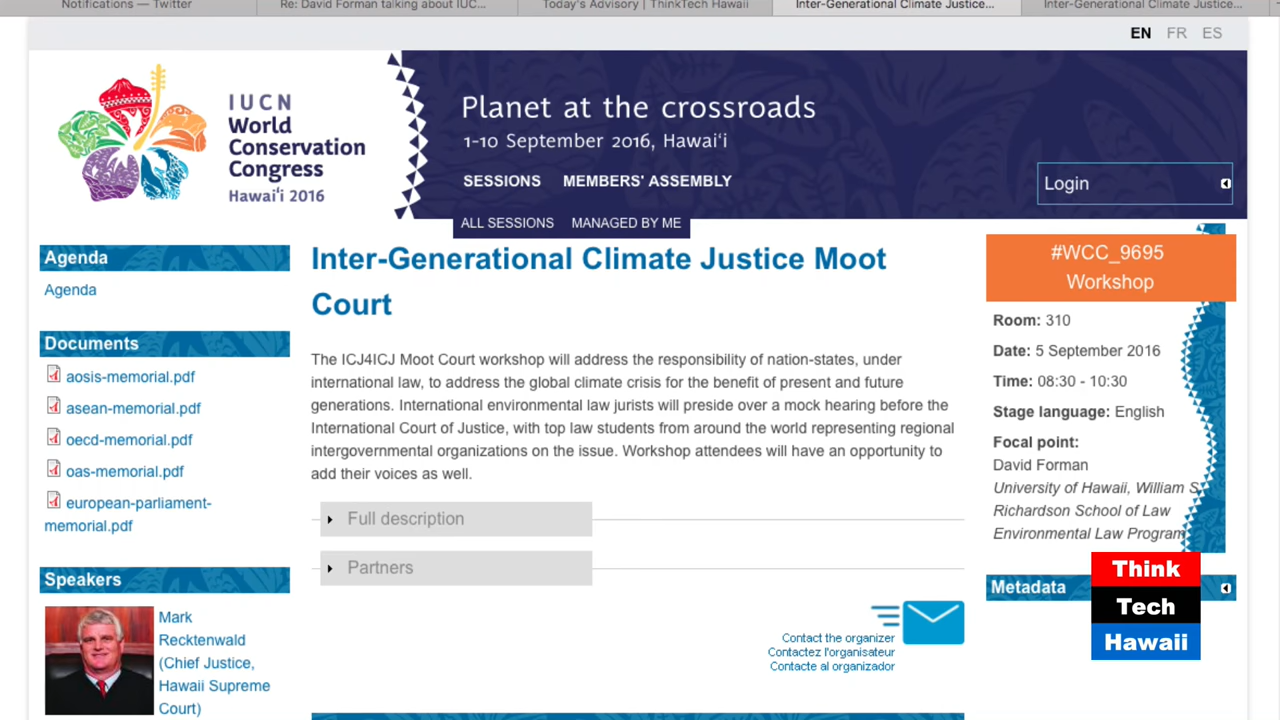 Notifications — Twitter
Re: David Forman talking about IUC...
Today's Advisory | ThinkTech Hawaii
Inter-Generational Climate Justice...
Inter-Generational Climate Justice...
EN FR ES
IUCN
World
Conservation
Congress
Hawaiʻi 2016
Planet at the crossroads
1-10 September 2016, Hawaiʻi
SESSIONS MEMBERS' ASSEMBLY
Login
ALL SESSIONS MANAGED BY ME
Agenda
Agenda
Documents
aosis-memorial.pdf
asean-memorial.pdf
oecd-memorial.pdf
oas-memorial.pdf
european-parliament-
memorial.pdf
Speakers
Mark
Recktenwald
(Chief Justice,
Hawaii Supreme
Court)
Inter-Generational Climate Justice Moot
Court
The ICJ4ICJ Moot Court workshop will address the responsibility of nation-states, under
international law, to address the global climate crisis for the benefit of present and future
generations. International environmental law jurists will preside over a mock hearing before the
International Court of Justice, with top law students from around the world representing regional
intergovernmental organizations on the issue. Workshop attendees will have an opportunity to
add their voices as well.
Full description
Partners
Contact the organizer
Contactez l'organisateur
Contacte al organizador
#WCC_9695
Workshop
Room: 310
Date: 5 September 2016
Time: 08:30 - 10:30
Stage language: English
Focal point:
David Forman
University of Hawaii, William S
Richardson School of Law
Environmental Law Program
Metadata
Think
Tech
Hawaii